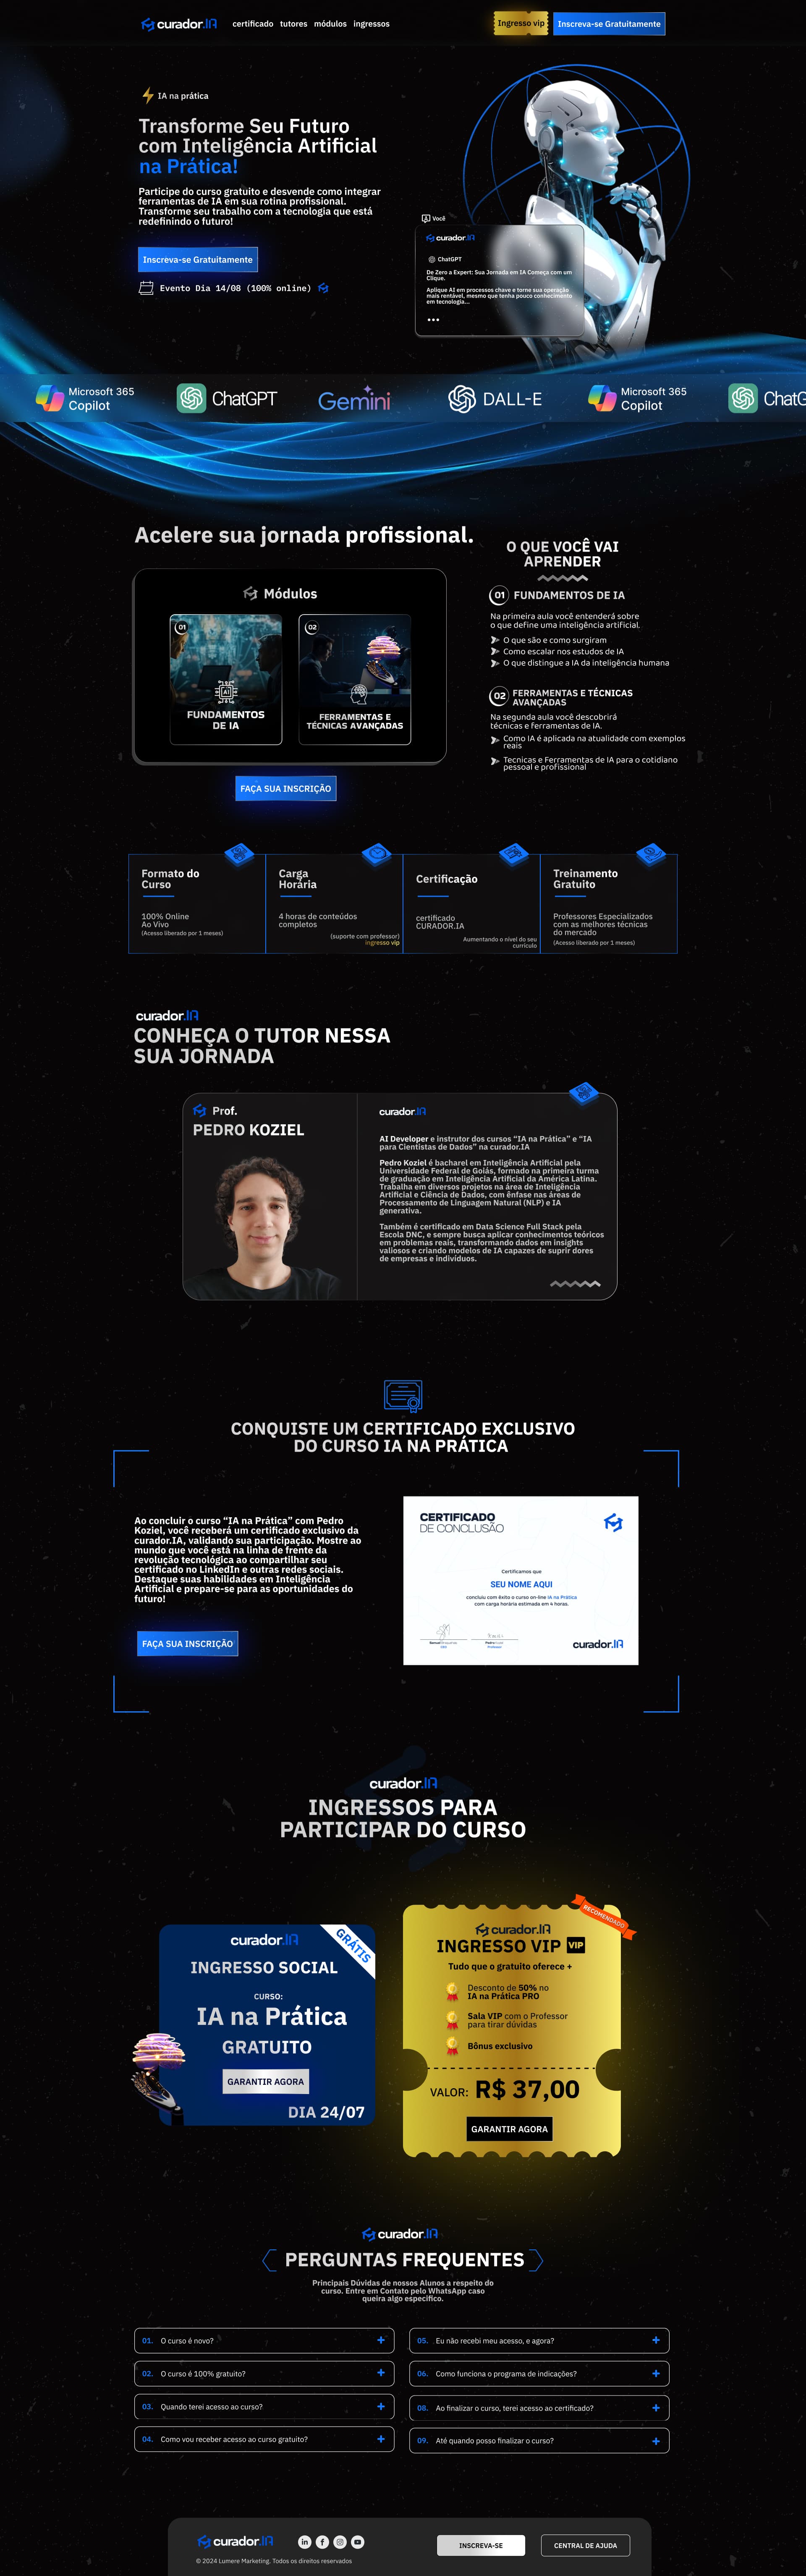 curador.IA
certificado tutores módulos ingressos
Ingresso vip
Inscreva-se Gratuitamente
IA na prática
Transforme Seu Futuro
com Inteligência Artificial
na Prática!
Participe do curso gratuito e desvende como integrar
ferramentas de IA em sua rotina profissional.
Transforme seu trabalho com a tecnologia que está
redefinindo o futuro!
Inscreva-se Gratuitamente
Evento Dia 14/08 (100% online)
Você
curador.IA
ChatGPT
De Zero a Expert: Sua Jornada em IA Começa com um
Clique.
Aplique AI em processos chave e torne sua operação
mais rentável, mesmo que tenha pouco conhecimento
em tecnologia...
Microsoft 365
Copilot
ChatGPT
Gemini
DALL-E
Microsoft 365
Copilot
ChatG
Acelere sua jornada profissional.
Módulos
01
AI
FUNDAMENTOS
DE IA
02
FERRAMENTAS E
TÉCNICAS AVANÇADAS
FAÇA SUA INSCRIÇÃO
O QUE VOCÊ VAI
APRENDER
01 FUNDAMENTOS DE IA
Na primeira aula você entenderá sobre
o que define uma inteligência artificial.
O que são e como surgiram
Como escalar nos estudos de IA
O que distingue a IA da inteligência humana
02 FERRAMENTAS E TÉCNICAS
AVANÇADAS
Na segunda aula você descobrirá
técnicas e ferramentas de IA.
Como IA é aplicada na atualidade com exemplos
reais
Tecnicas e Ferramentas de IA para o cotidiano
pessoal e profissional
Formato do
Curso
100% Online
Ao Vivo
(Acesso liberado por 1 meses)
Carga
Horária
4 horas de conteúdos
completos
(suporte com professor)
ingresso vip
Certificação
certificado
CURADOR.IA
Aumentando o nível do seu
currículo
Treinamento
Gratuito
Professores Especializados
com as melhores técnicas
do mercado
(Acesso liberado por 1 meses)
curador.IA
CONHEÇA O TUTOR NESSA
SUA JORNADA
Prof.
PEDRO KOZIEL
curador.IA
AI Developer e instrutor dos cursos “IA na Prática” e “IA
para Cientistas de Dados” na curador.IA
Pedro Koziel é bacharel em Inteligência Artificial pela
Universidade Federal de Goiás, formado na primeira turma
de graduação em Inteligência Artificial da América Latina.
Trabalha em diversos projetos na área de Inteligência
Artificial e Ciência de Dados, com ênfase nas áreas de
Processamento de Linguagem Natural (NLP) e IA
generativa.
Também é certificado em Data Science Full Stack pela
Escola DNC, e sempre busca aplicar conhecimentos teóricos
em problemas reais, transformando dados em insights
valiosos e criando modelos de IA capazes de suprir dores
de empresas e indivíduos.
CONQUISTE UM CERTIFICADO EXCLUSIVO
DO CURSO IA NA PRÁTICA
Ao concluir o curso “IA na Prática” com Pedro
Koziel, você receberá um certificado exclusivo da
curador.IA, validando sua participação. Mostre ao
mundo que você está na linha de frente da
revolução tecnológica ao compartilhar seu
certificado no LinkedIn e outras redes sociais.
Destaque suas habilidades em Inteligência
Artificial e prepare-se para as oportunidades do
futuro!
FAÇA SUA INSCRIÇÃO
CERTIFICADO
DE CONCLUSÃO
Certificamos que
SEU NOME AQUI
concluiu com êxito o curso on-line IA na Prática
com carga horária estimada em 4 horas.
CEO
Professor
curador.IA
curador.IA
INGRESSOS PARA
PARTICIPAR DO CURSO
GRÁTIS
curador.IA
INGRESSO SOCIAL
CURSO:
IA na Prática
GRATUITO
GARANTIR AGORA
DIA 24/07
RECOMENDADO
curador.IA
INGRESSO VIP VIP
Tudo que o gratuito oferece +
Desconto de 50% no
IA na Prática PRO
Sala VIP com o Professor
para tirar dúvidas
Bônus exclusivo
VALOR: R$ 37,00
GARANTIR AGORA
curador.IA
PERGUNTAS FREQUENTES
Principais Dúvidas de nossos Alunos a respeito do
curso. Entre em Contato pelo WhatsApp caso
queira algo específico.
01. O curso é novo? +
02. O curso é 100% gratuito? +
03. Quando terei acesso ao curso? +
04. Como vou receber acesso ao curso gratuito? +
05. Eu não recebi meu acesso, e agora? +
06. Como funciona o programa de indicações? +
08. Ao finalizar o curso, terei acesso ao certificado? +
09. Até quando posso finalizar o curso? +
curador.IA
© 2024 Lumere Marketing. Todos os direitos reservados
INSCREVA-SE
CENTRAL DE AJUDA